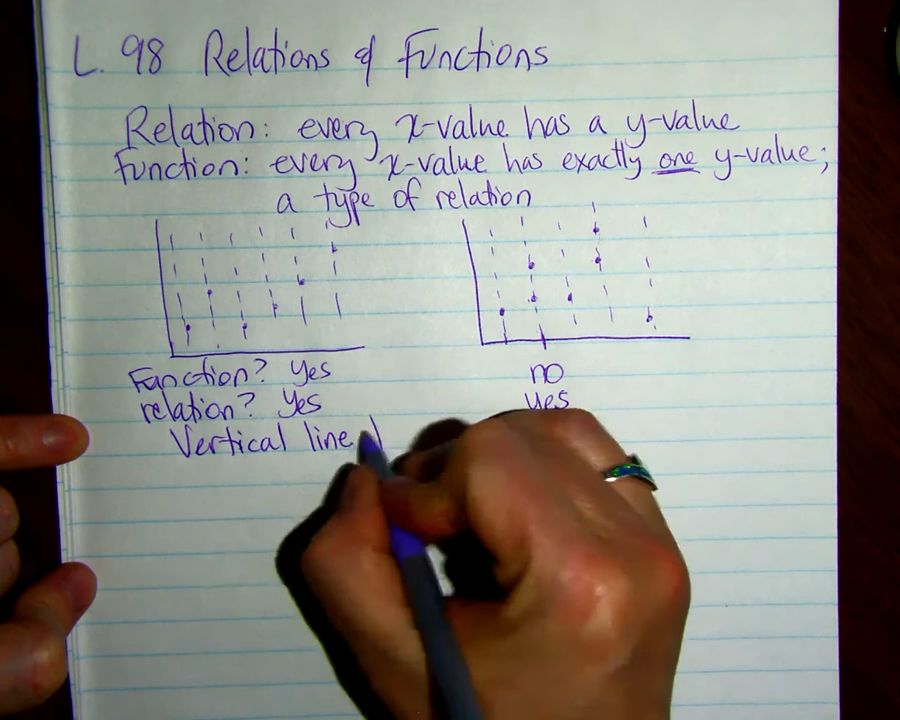 L. 98 Relations & Functions
Relation: every x-value has a y-value
Function: every x-value has exactly one y-value;
a type of relation
Function? Yes no
relation? Yes yes
Vertical line